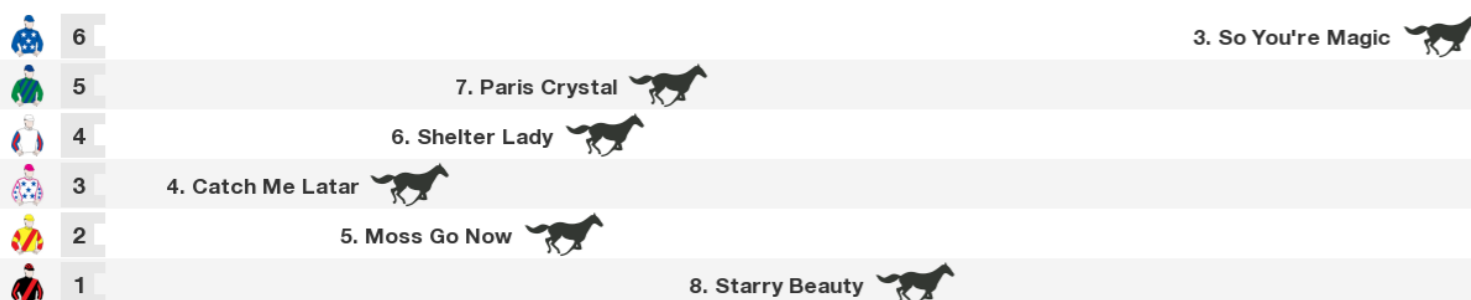 6 3. So You're Magic
5 7. Paris Crystal
4 6. Shelter Lady
3 4. Catch Me Latar
2 5. Moss Go Now
1 8. Starry Beauty